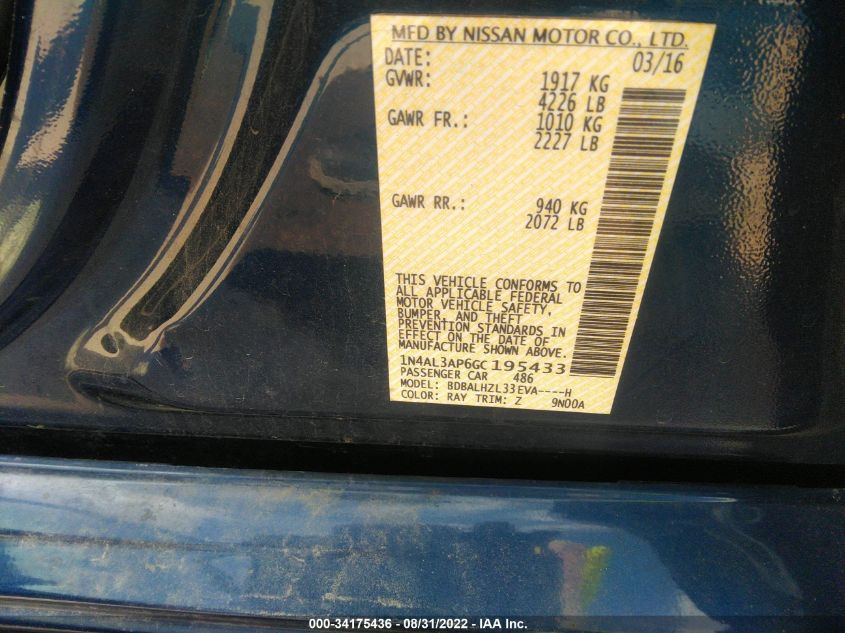 MFD BY NISSAN MOTOR CO., LTD.
DATE: 03/16
GVWR: 1917 KG
4226 LB
GAWR FR.: 1010 KG
2227 LB
GAWR RR.: 940 KG
2072 LB
THIS VEHICLE CONFORMS TO
ALL APPLICABLE FEDERAL
MOTOR VEHICLE SAFETY,
BUMPER, AND THEFT
PREVENTION STANDARDS IN
EFFECT ON THE DATE OF
MANUFACTURE SHOWN ABOVE.
1N4AL3AP6GC195433
PASSENGER CAR 486
MODEL: BDBALHZL33EVA----H
COLOR: RAY TRIM: Z 9N00A
000-34175436 - 08/31/2022 - IAA Inc.